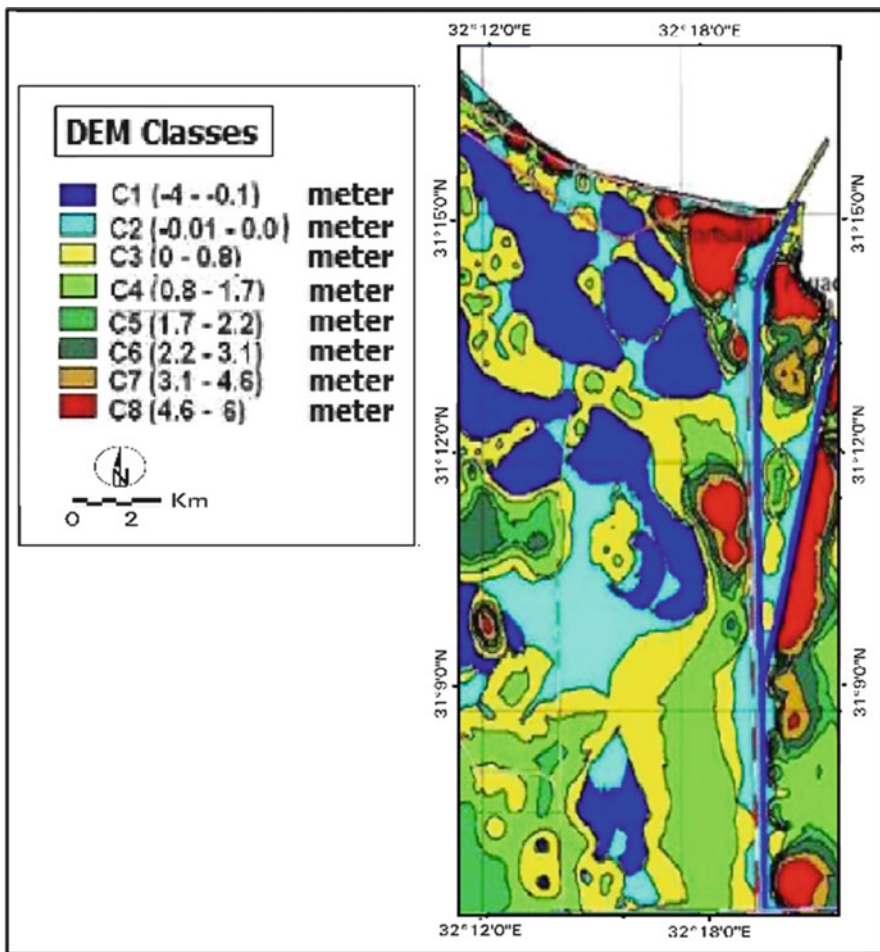 32°12'0"E 32°18'0"E
DEM Classes
C1 (-4 - -0.1) meter
C2 (-0.01 - 0.0) meter
C3 (0 - 0.8) meter
C4 (0.8 - 1.7) meter
C5 (1.7 - 2.2) meter
C6 (2.2 - 3.1) meter
C7 (3.1 - 4.6) meter
C8 (4.6 - 6) meter
N
Km
0 2
31°15'0"N
31°12'0"N
31°9'0"N
31°15'0"N
31°12'0"N
31°9'0"N
32°12'0"E 32°18'0"E